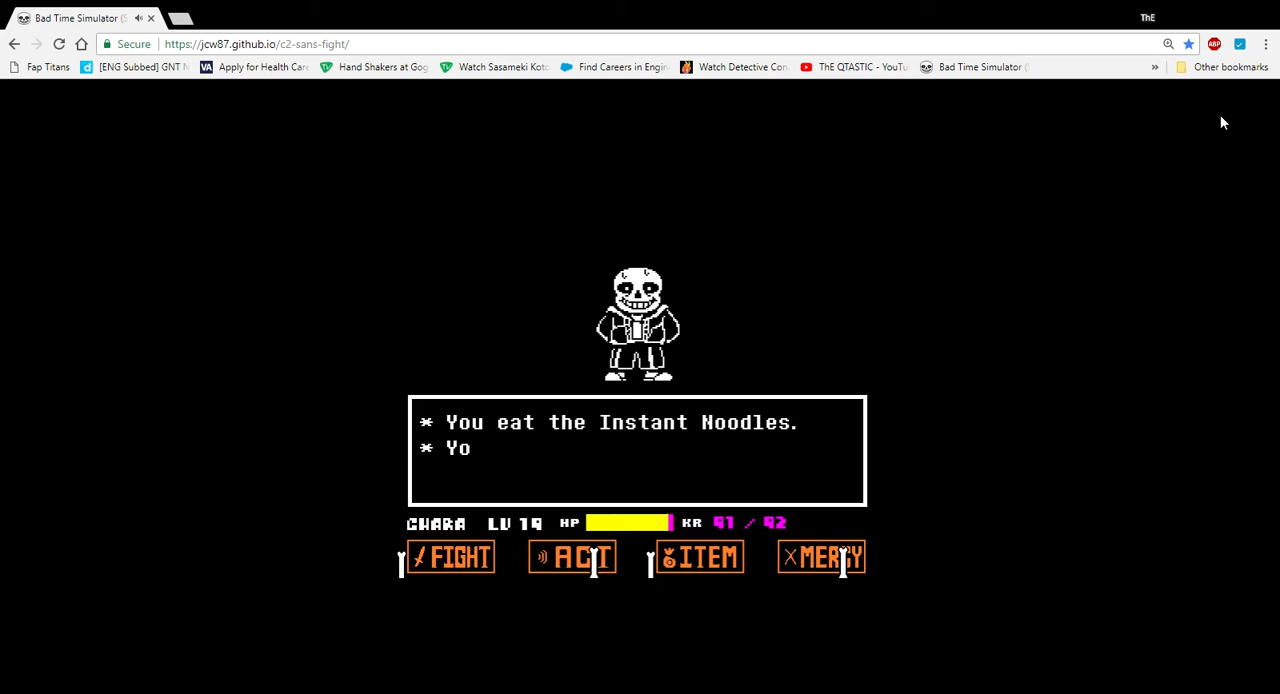 Bad Time Simulator (S
ThE
Secure https://jcw87.github.io/c2-sans-fight/
Fap Titans [ENG Subbed] GNT N Apply for Health Care Hand Shakers at Gog Watch Sasameki Koto Find Careers in Engin Watch Detective Con ThE QTASTIC - YouTu Bad Time Simulator ( » Other bookmarks
* You eat the Instant Noodles.
* Yo
CHARA LV 19 HP KR 91 / 92
FIGHT ACT ITEM MERCY